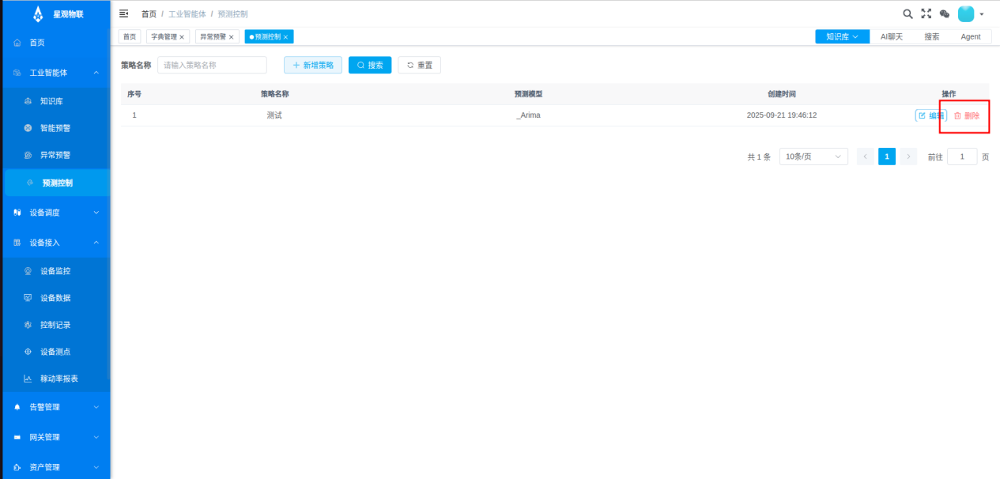 星观物联
首页 / 工业智能体 / 预测控制
首页
工业智能体
知识库
智能预警
异常预警
预测控制
设备调度
设备接入
设备监控
设备数据
控制记录
设备测点
稼动率报表
告警管理
网关管理
资产管理
首页 字典管理 × 异常预警 × 预测控制 ×
知识库 AI聊天 搜索 Agent
策略名称 请输入策略名称 + 新增策略 搜索 重置
序号 策略名称 预测模型 创建时间 操作
1 测试 _Arima 2025-09-21 19:46:12 编辑 删除
共 1 条 10条/页 < 1 > 前往 1 页